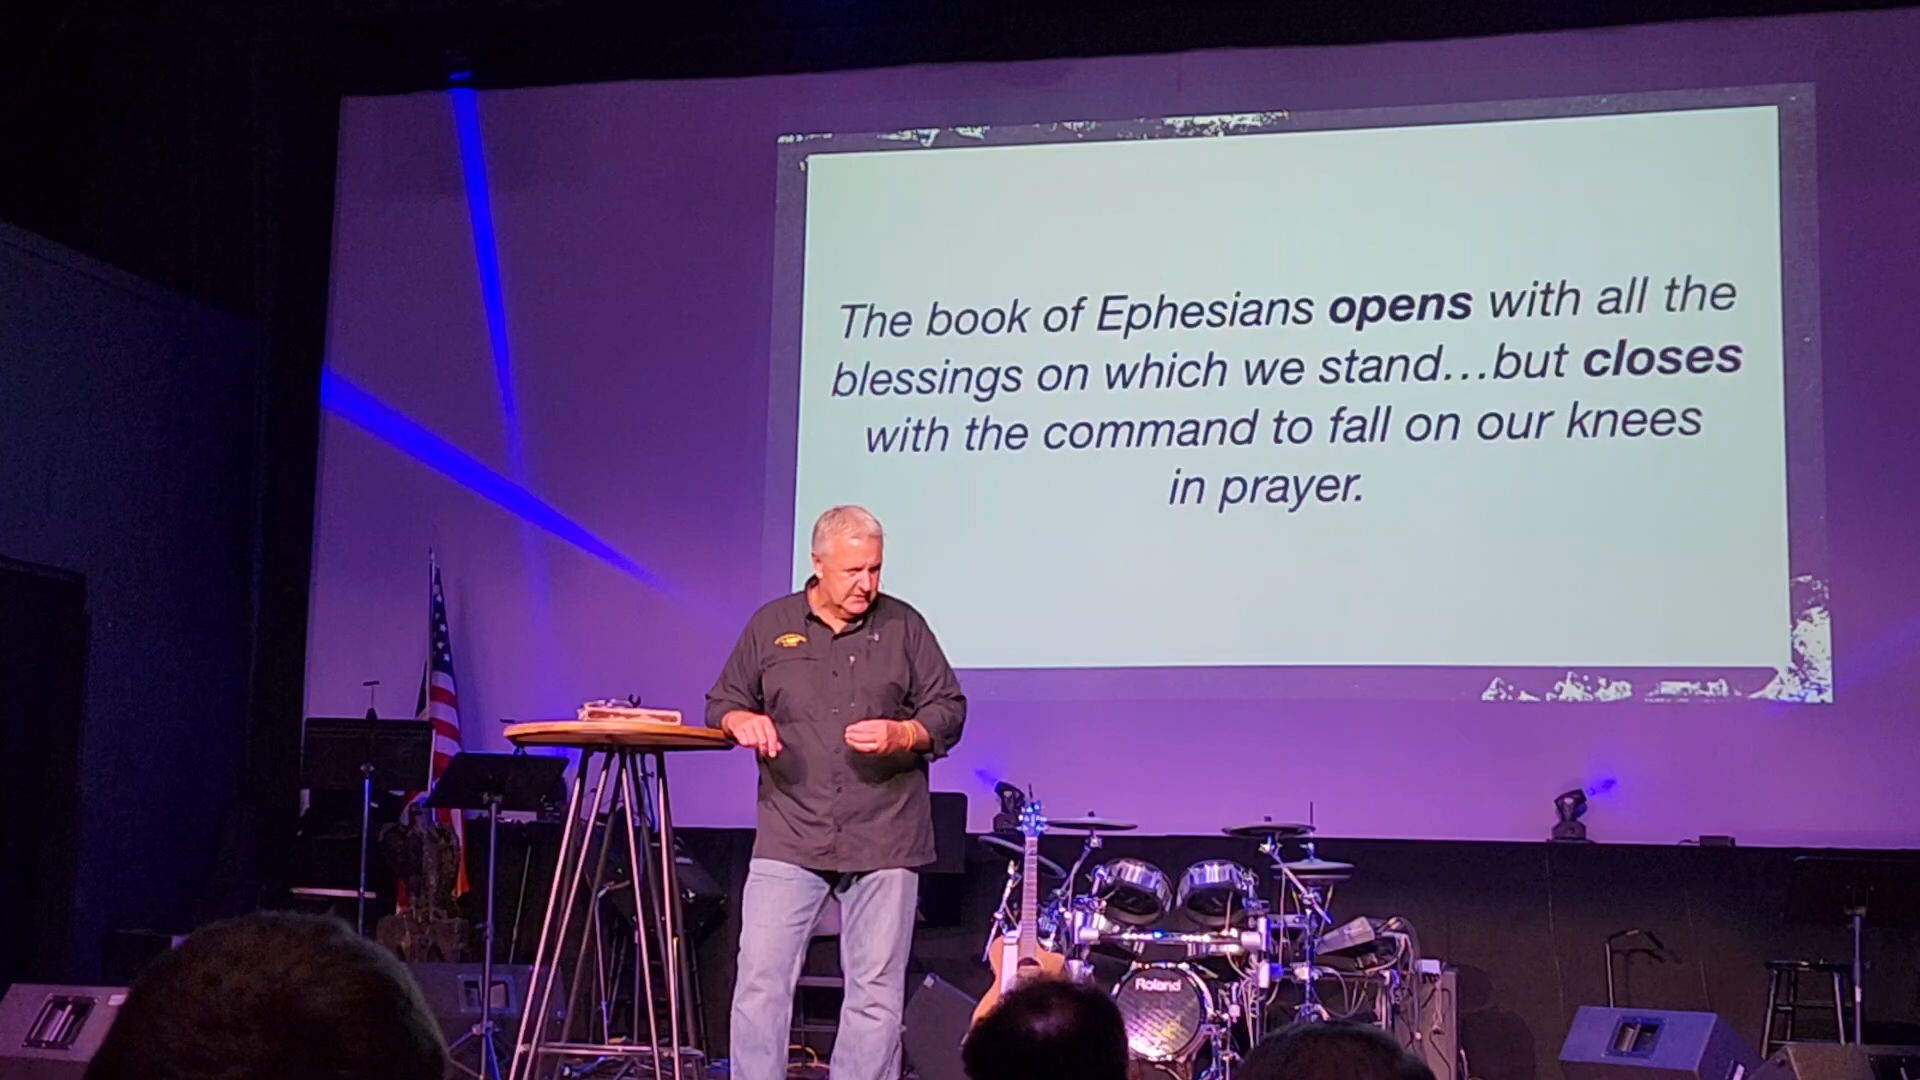 The book of Ephesians opens with all the
blessings on which we stand...but closes
with the command to fall on our knees
in prayer.
Roland